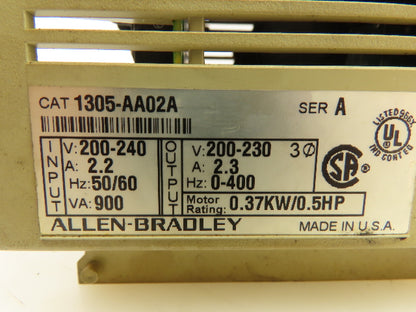 CAT 1305-AA02A SER A
LISTED 966X
UL
IND CONT EQ
INPUT
V: 200-240
A: 2.2
Hz: 50/60
VA: 900
OUTPUT
V: 200-230 3Ø
A: 2.3
Hz: 0-400
Motor Rating: 0.37KW/0.5HP
SA
ALLEN-BRADLEY MADE IN U.S.A.